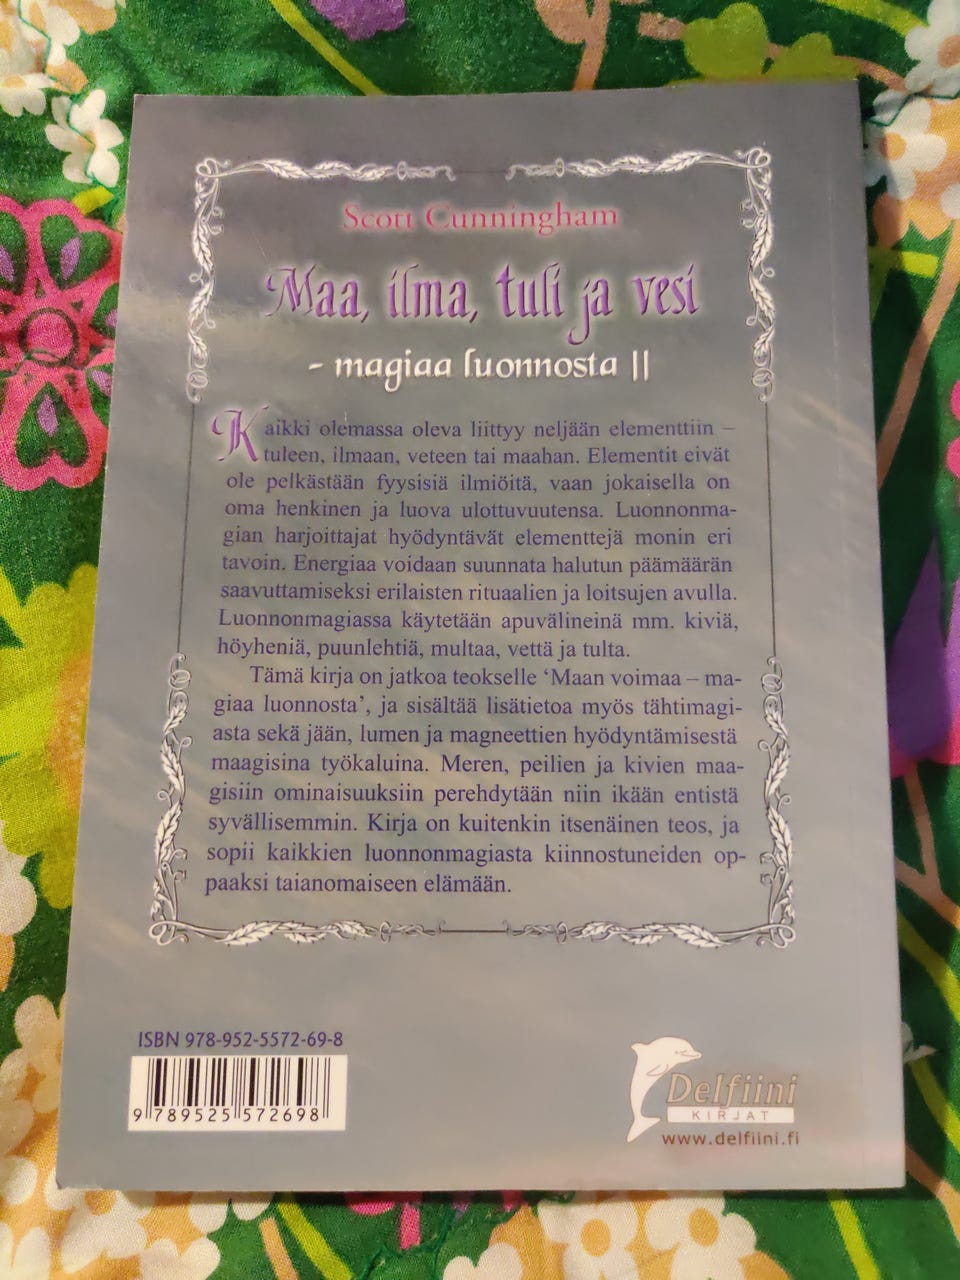 Scott Cunningham
Maa, ilma, tuli ja vesi
- magiaa luonnosta II
Kaikki olemassa oleva liittyy neljään elementtiin –
tuleen, ilmaan, veteen tai maahan. Elementit eivät
ole pelkästään fyysisiä ilmiöitä, vaan jokaisella on
oma henkinen ja luova ulottuvuutensa. Luonnonma-
gian harjoittajat hyödyntävät elementtejä monin eri
tavoin. Energiaa voidaan suunnata halutun päämäärän
saavuttamiseksi erilaisten rituaalien ja loitsujen avulla.
Luonnonmagiassa käytetään apuvälineinä mm. kiviä,
höyheniä, puunlehtiä, multaa, vettä ja tulta.
Tämä kirja on jatkoa teokselle ‘Maan voimaa – ma-
giaa luonnosta’, ja sisältää lisätietoa myös tähtimagi-
asta sekä jään, lumen ja magneettien hyödyntämisestä
maagisina työkaluina. Meren, peilien ja kivien maa-
gisiin ominaisuuksiin perehdytään niin ikään entistä
syvällisemmin. Kirja on kuitenkin itsenäinen teos, ja
sopii kaikkien luonnonmagiasta kiinnostuneiden op-
paaksi taianomaiseen elämään.
ISBN 978-952-5572-69-8
9 789525 572698
Delfiini
KIRJAT
www.delfiini.fi